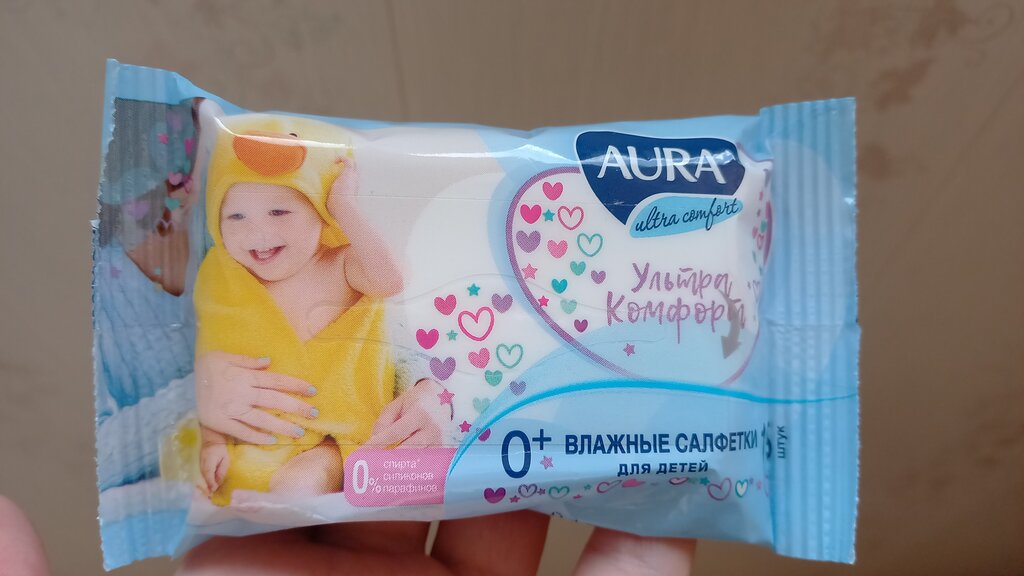 AURA
ultra comfort
Ультра
Комфорт
0+ ВЛАЖНЫЕ САЛФЕТКИ
ДЛЯ ДЕТЕЙ
штук
0% спирта*
силиконов
парафинов